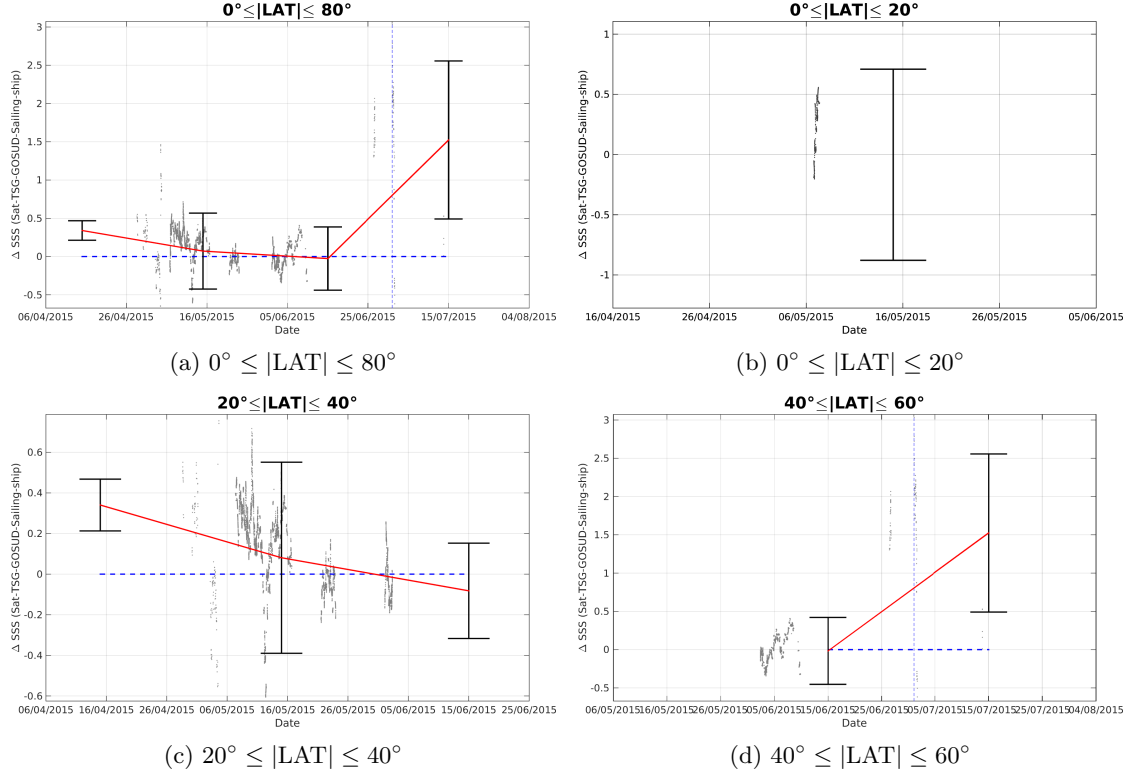 0°≤|LAT|≤ 80°
Δ SSS (Sat-TSG-GOSUD-Sailing-ship)
3
2.5
2
1.5
1
0.5
0
-0.5
06/04/2015 26/04/2015 16/05/2015 05/06/2015 25/06/2015 15/07/2015 04/08/2015
Date
(a) 0° ≤ |LAT| ≤ 80°
0°≤|LAT|≤ 20°
Δ SSS (Sat-TSG-GOSUD-Sailing-ship)
1
0.5
0
-0.5
-1
16/04/2015 26/04/2015 06/05/2015 16/05/2015 26/05/2015 05/06/2015
Date
(b) 0° ≤ |LAT| ≤ 20°
20°≤|LAT|≤ 40°
Δ SSS (Sat-TSG-GOSUD-Sailing-ship)
0.6
0.4
0.2
0
-0.2
-0.4
-0.6
06/04/2015 16/04/2015 26/04/2015 06/05/2015 16/05/2015 26/05/2015 05/06/2015 15/06/2015 25/06/2015
Date
(c) 20° ≤ |LAT| ≤ 40°
40°≤|LAT|≤ 60°
Δ SSS (Sat-TSG-GOSUD-Sailing-ship)
3
2.5
2
1.5
1
0.5
0
-0.5
06/05/2015 16/05/2015 26/05/2015 05/06/2015 15/06/2015 25/06/2015 05/07/2015 15/07/2015 25/07/2015 04/08/2015
Date
(d) 40° ≤ |LAT| ≤ 60°